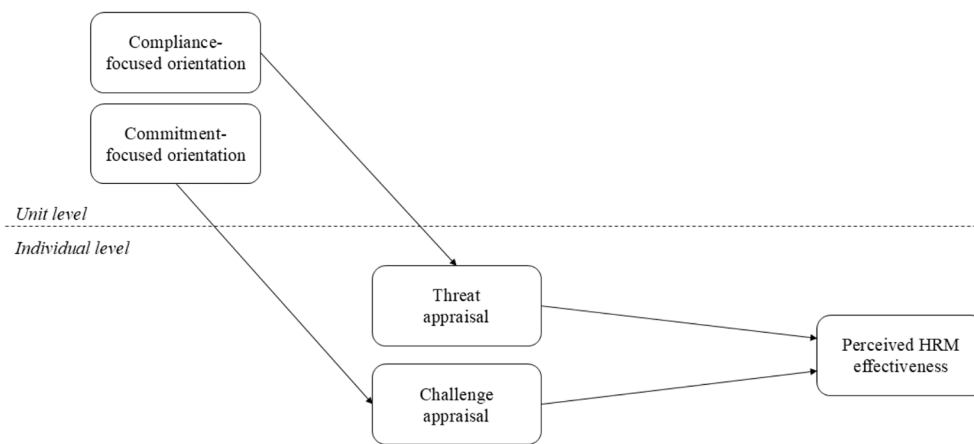 Compliance-
focused orientation
Commitment-
focused orientation
Unit level
Individual level
Threat
appraisal
Challenge
appraisal
Perceived HRM
effectiveness